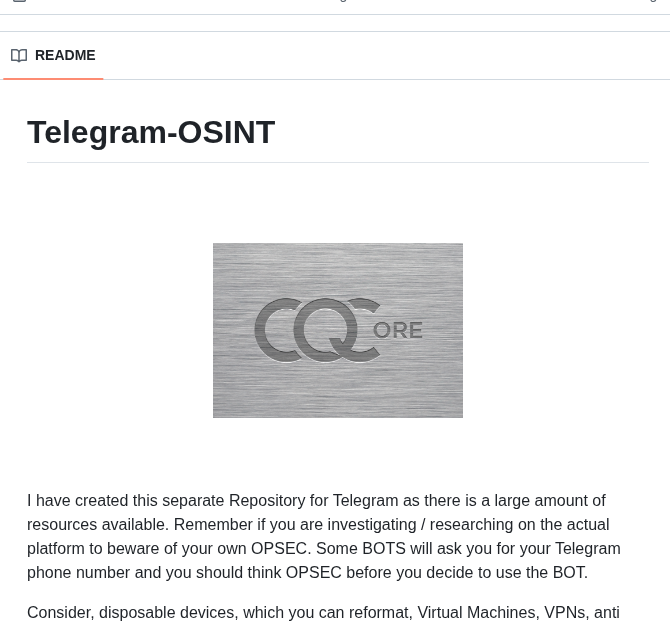 README
Telegram-OSINT
CQCORE
I have created this separate Repository for Telegram as there is a large amount of
resources available. Remember if you are investigating / researching on the actual
platform to beware of your own OPSEC. Some BOTS will ask you for your Telegram
phone number and you should think OPSEC before you decide to use the BOT.
Consider, disposable devices, which you can reformat, Virtual Machines, VPNs, anti